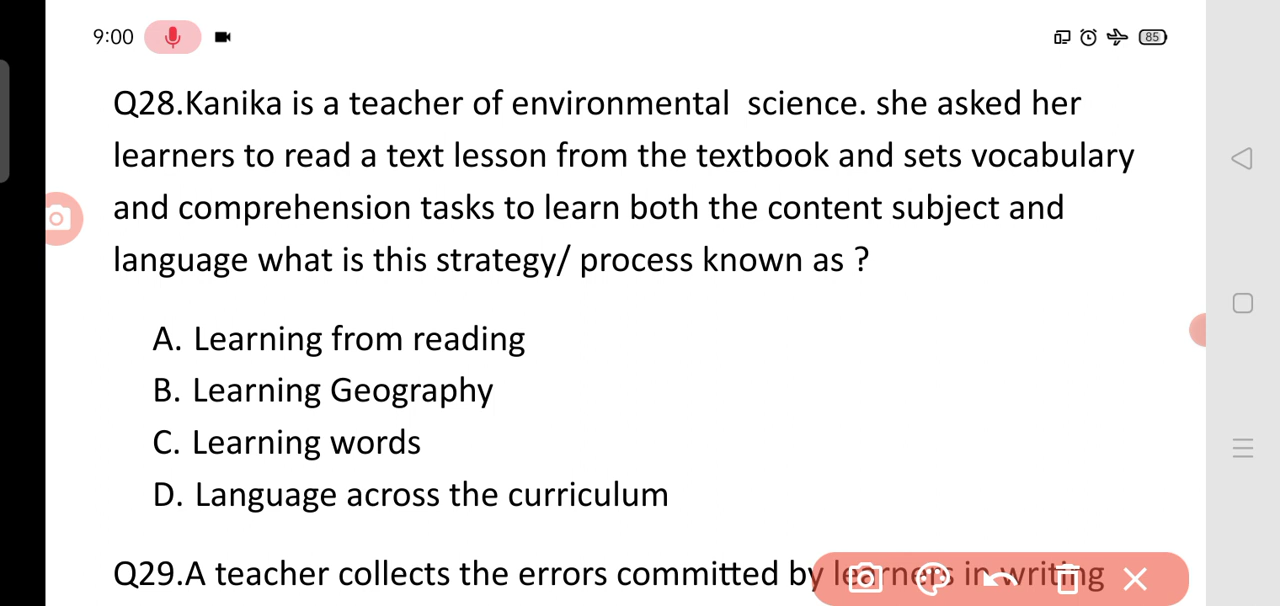 9:00
85
Q28.Kanika is a teacher of environmental science. she asked her
learners to read a text lesson from the textbook and sets vocabulary
and comprehension tasks to learn both the content subject and
language what is this strategy/ process known as ?
A. Learning from reading
B. Learning Geography
C. Learning words
D. Language across the curriculum
Q29.A teacher collects the errors committed by learners in writing